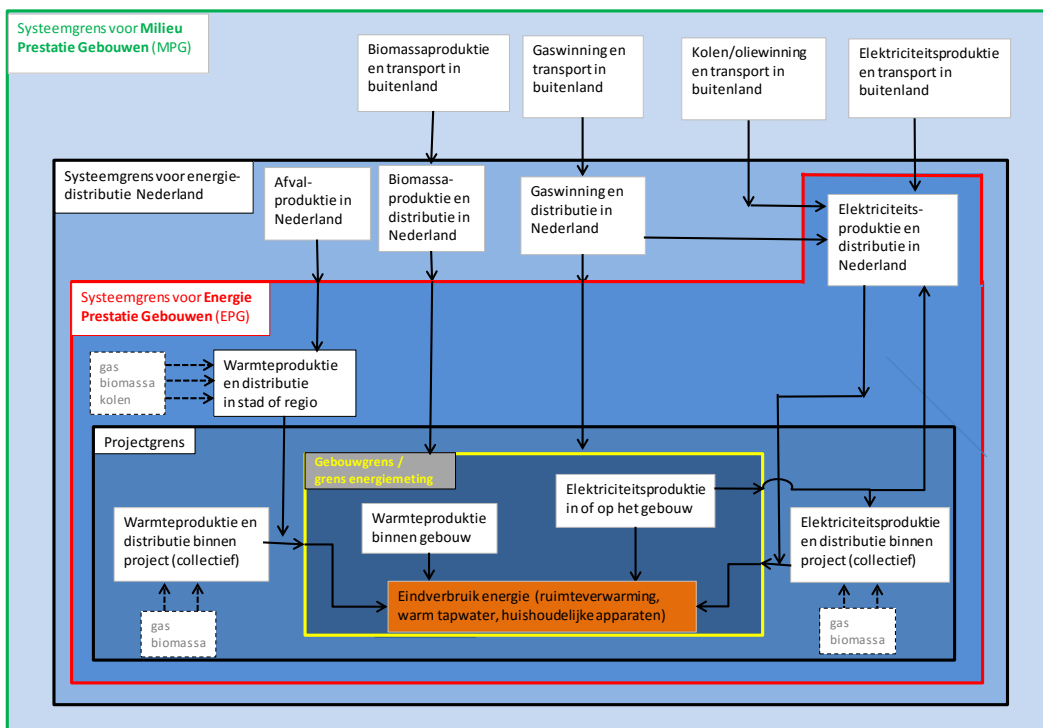 Systeemgrens voor Milieu
Prestatie Gebouwen (MPG)
Biomassaproduktie
en transport in
buitenland
Gaswinning en
transport in
buitenland
Kolen/oliewinning
en transport in
buitenland
Elektriciteitsproduktie
en transport in
buitenland
Systeemgrens voor energie-
distributie Nederland
Afval-
produktie in
Nederland
Biomassa-
produktie en
distributie in
Nederland
Gaswinning en
distributie in
Nederland
Elektriciteits-
produktie en
distributie in
Nederland
Systeemgrens voor Energie
Prestatie Gebouwen (EPG)
gas
biomassa
kolen
Warmteproduktie
en distributie
in stad of regio
Projectgrens
Gebouwgrens /
grens energiemeting
Elektriciteitsproduktie
in of op het gebouw
Warmteproduktie
binnen gebouw
Warmteproduktie en
distributie binnen
project (collectief)
Elektriciteitsproduktie
en distributie binnen
project (collectief)
Eindverbruik energie (ruimteverwarming,
warm tapwater, huishoudelijke apparaten)
gas
biomassa
gas
biomassa